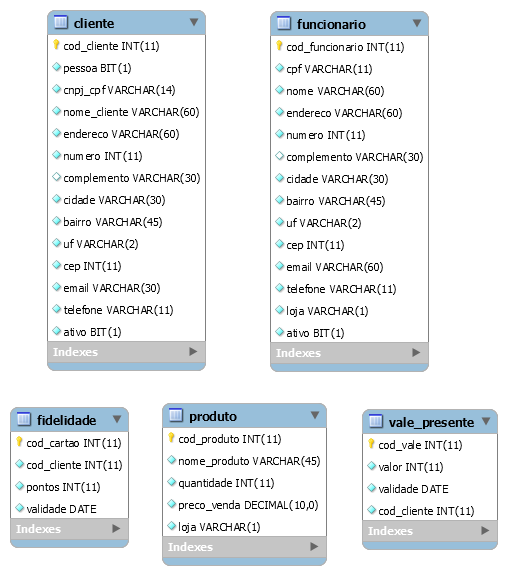 cliente
cod_cliente INT(11)
pessoa BIT(1)
cnpj_cpf VARCHAR(14)
nome_cliente VARCHAR(60)
endereco VARCHAR(60)
numero INT(11)
complemento VARCHAR(30)
cidade VARCHAR(30)
bairro VARCHAR(45)
uf VARCHAR(2)
cep INT(11)
email VARCHAR(30)
telefone VARCHAR(11)
ativo BIT(1)
Indexes
funcionario
cod_funcionario INT(11)
cpf VARCHAR(11)
nome VARCHAR(60)
endereco VARCHAR(60)
numero INT(11)
complemento VARCHAR(30)
cidade VARCHAR(30)
bairro VARCHAR(45)
uf VARCHAR(2)
cep INT(11)
email VARCHAR(60)
telefone VARCHAR(11)
loja VARCHAR(1)
ativo BIT(1)
Indexes
fidelidade
cod_cartao INT(11)
cod_cliente INT(11)
pontos INT(11)
validade DATE
Indexes
produto
cod_produto INT(11)
nome_produto VARCHAR(45)
quantidade INT(11)
preco_venda DECIMAL(10,0)
loja VARCHAR(1)
Indexes
vale_presente
cod_vale INT(11)
valor INT(11)
validade DATE
cod_cliente INT(11)
Indexes